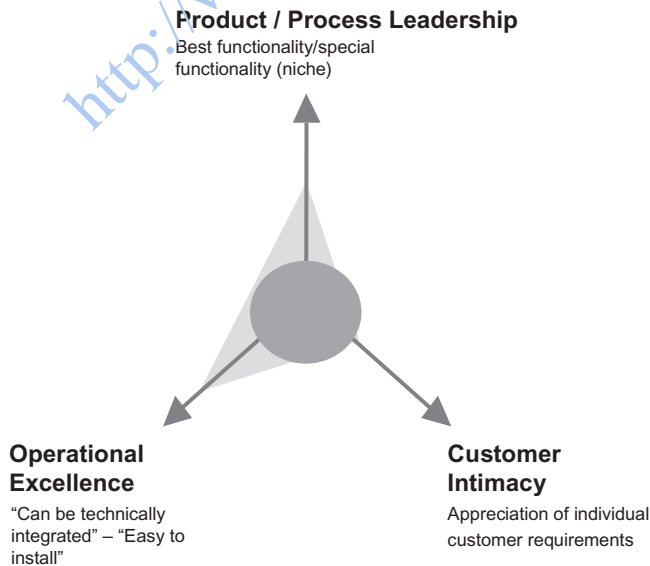 http://
Product / Process Leadership
Best functionality/special
functionality (niche)
Operational
Excellence
“Can be technically
integrated” – “Easy to
install”
Customer
Intimacy
Appreciation of individual
customer requirements